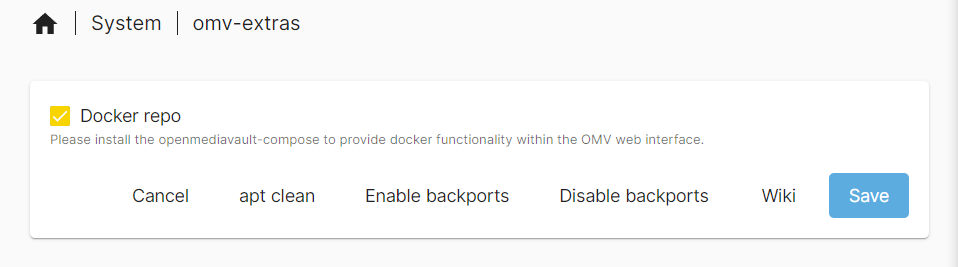 System omv-extras
Docker repo
Please install the openmediavault-compose to provide docker functionality within the OMV web interface.
Cancel apt clean Enable backports Disable backports Wiki Save